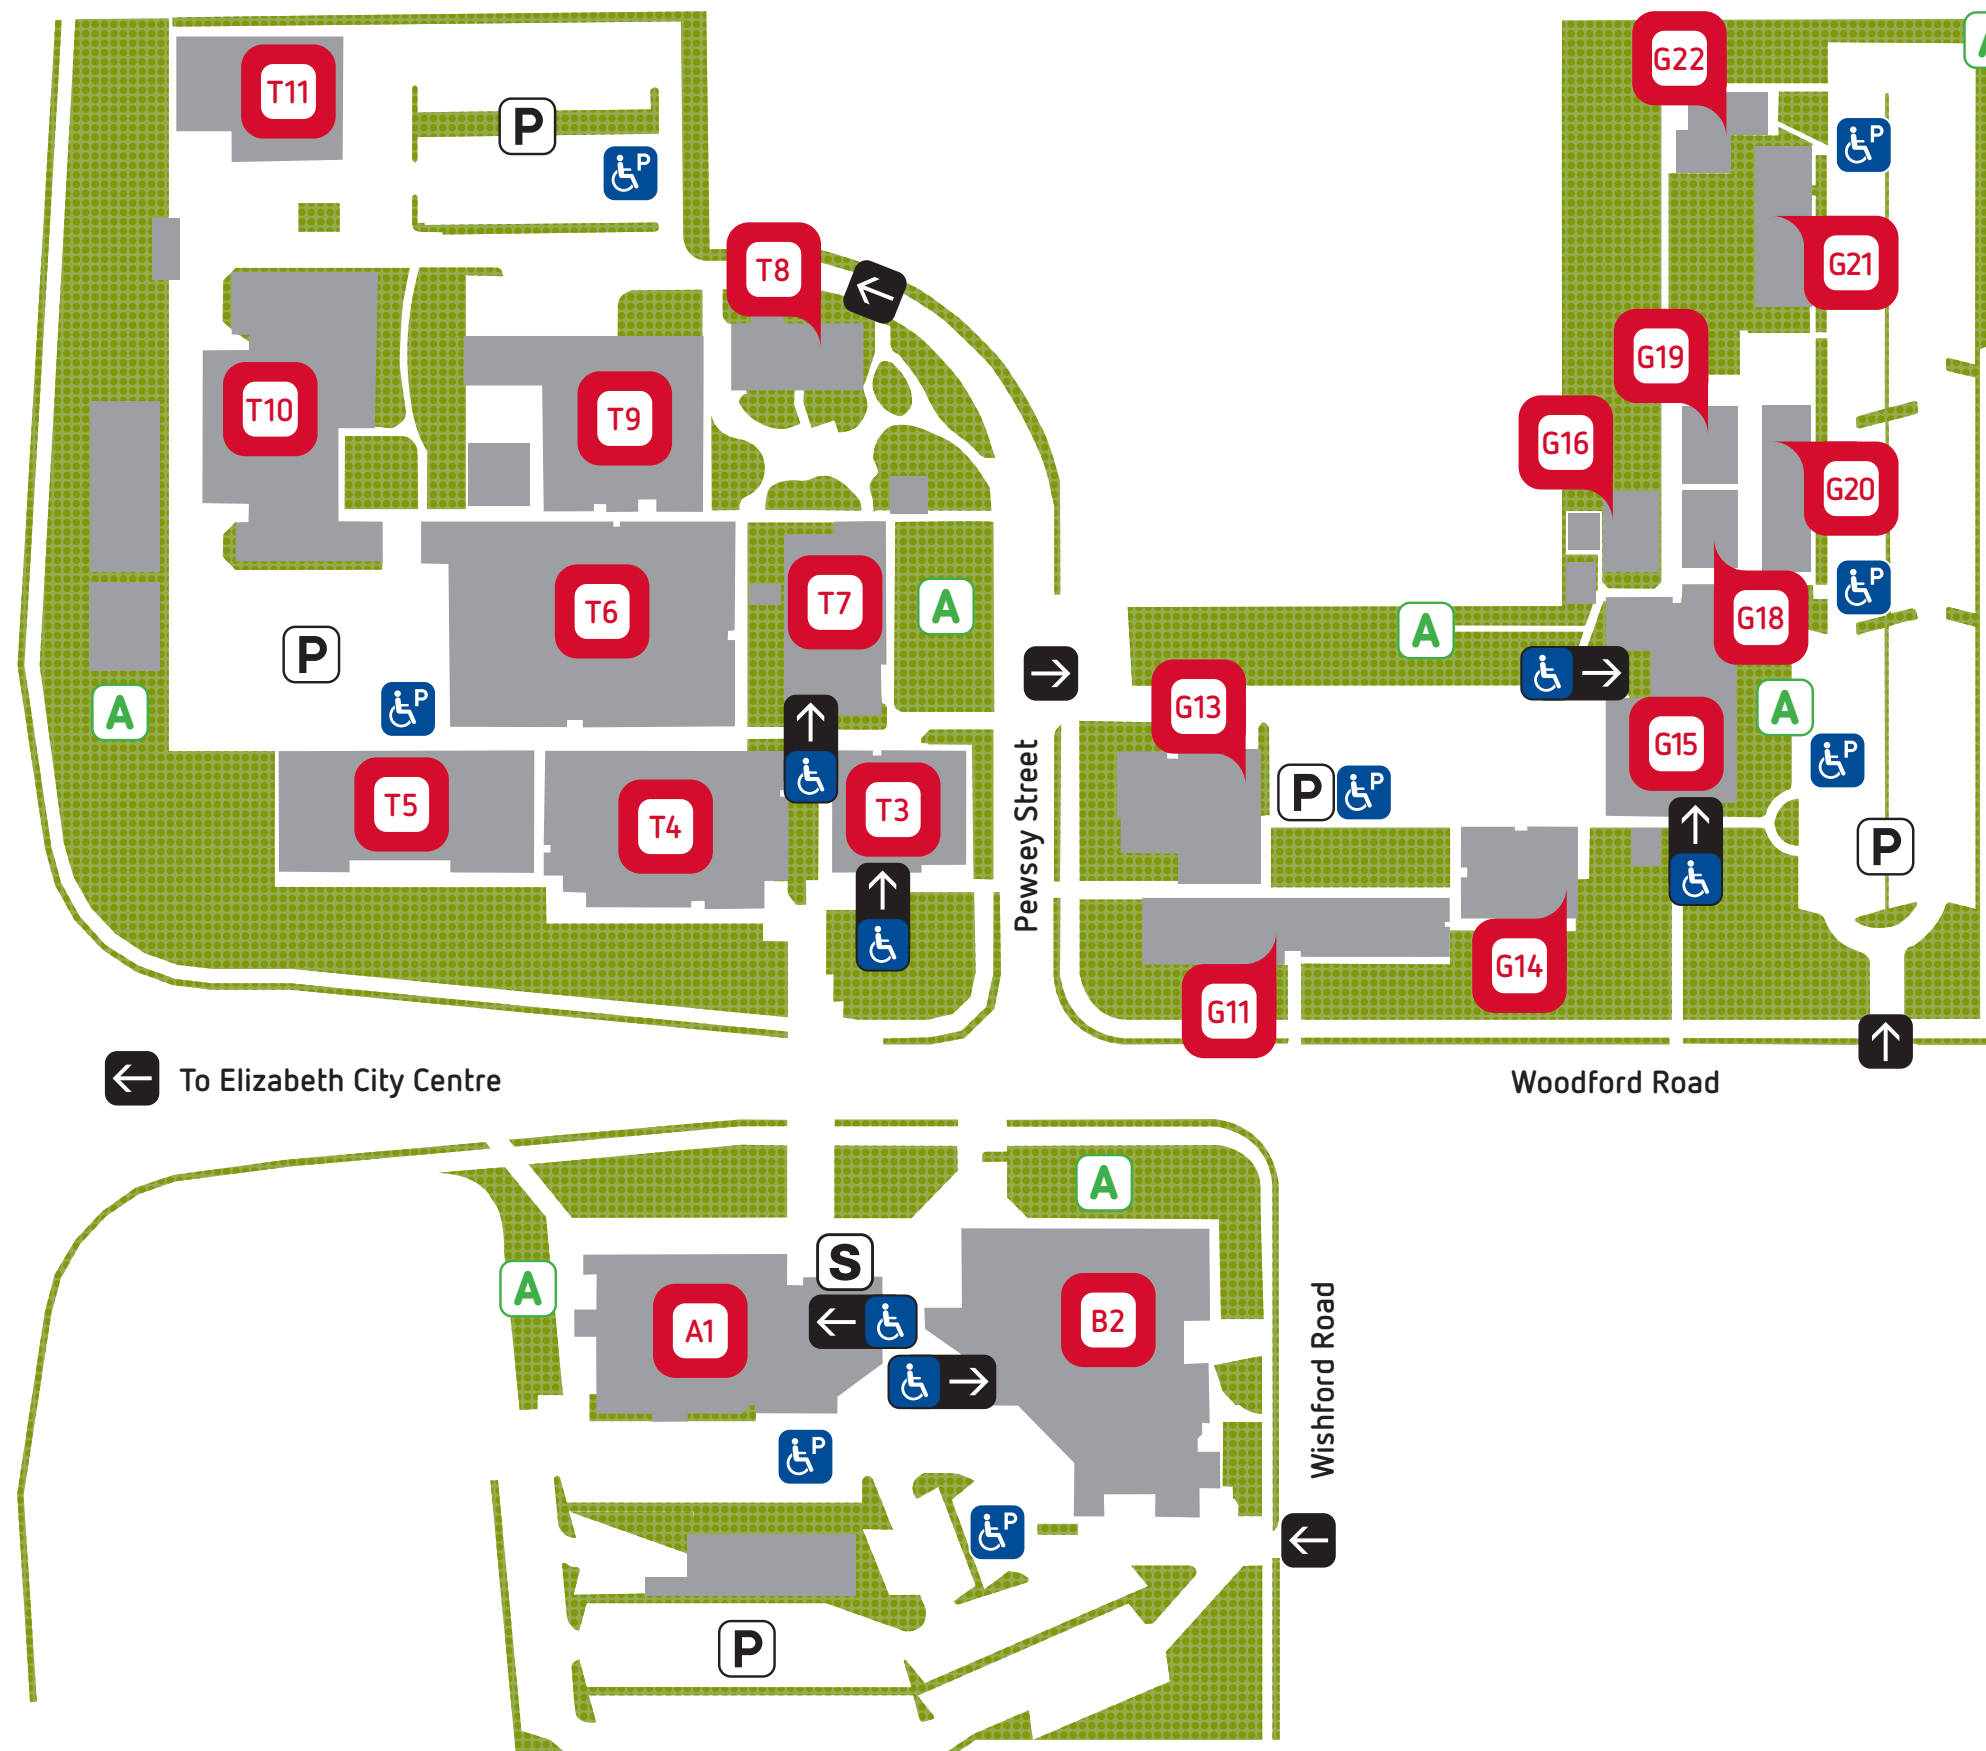 G22
A
T11
P
P
P
G21
T8
G19
T10
T9
G16
G20
T6
T7
A
P
G18
A
P
G13
A
P
A
G15
T5
T4
T3
P
P
P
P
Pewsey Street
G14
G11
To Elizabeth City Centre
Woodford Road
A
S
A
A1
B2
Wishford Road
P
P
P